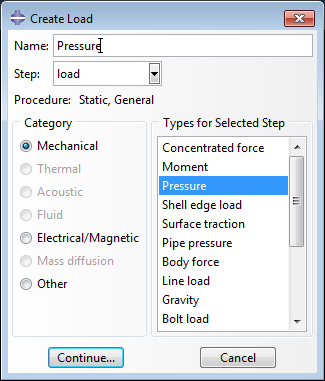 Create Load
Name: Pressure
Step: load
Procedure: Static, General
Category
Mechanical
Thermal
Acoustic
Fluid
Electrical/Magnetic
Mass diffusion
Other
Types for Selected Step
Concentrated force
Moment
Pressure
Shell edge load
Surface traction
Pipe pressure
Body force
Line load
Gravity
Bolt load
Continue...
Cancel